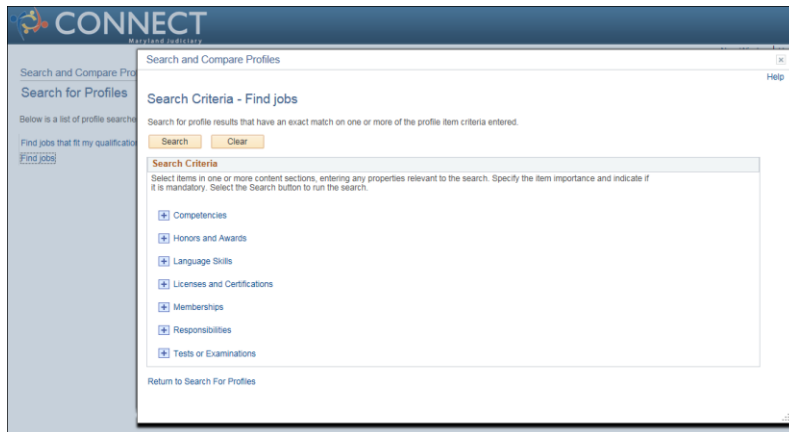 CONNECT
Maryland Judiciary
Search and Compare Pro
Search for Profiles
Below is a list of profile searche
Find jobs that fit my qualification
Find jobs
Search and Compare Profiles
Help
Search Criteria - Find jobs
Search for profile results that have an exact match on one or more of the profile item criteria entered.
Search Clear
Search Criteria
Select items in one or more content sections, entering any properties relevant to the search. Specify the item importance and indicate if
it is mandatory. Select the Search button to run the search.
Competencies
Honors and Awards
Language Skills
Licenses and Certifications
Memberships
Responsibilities
Tests or Examinations
Return to Search For Profiles